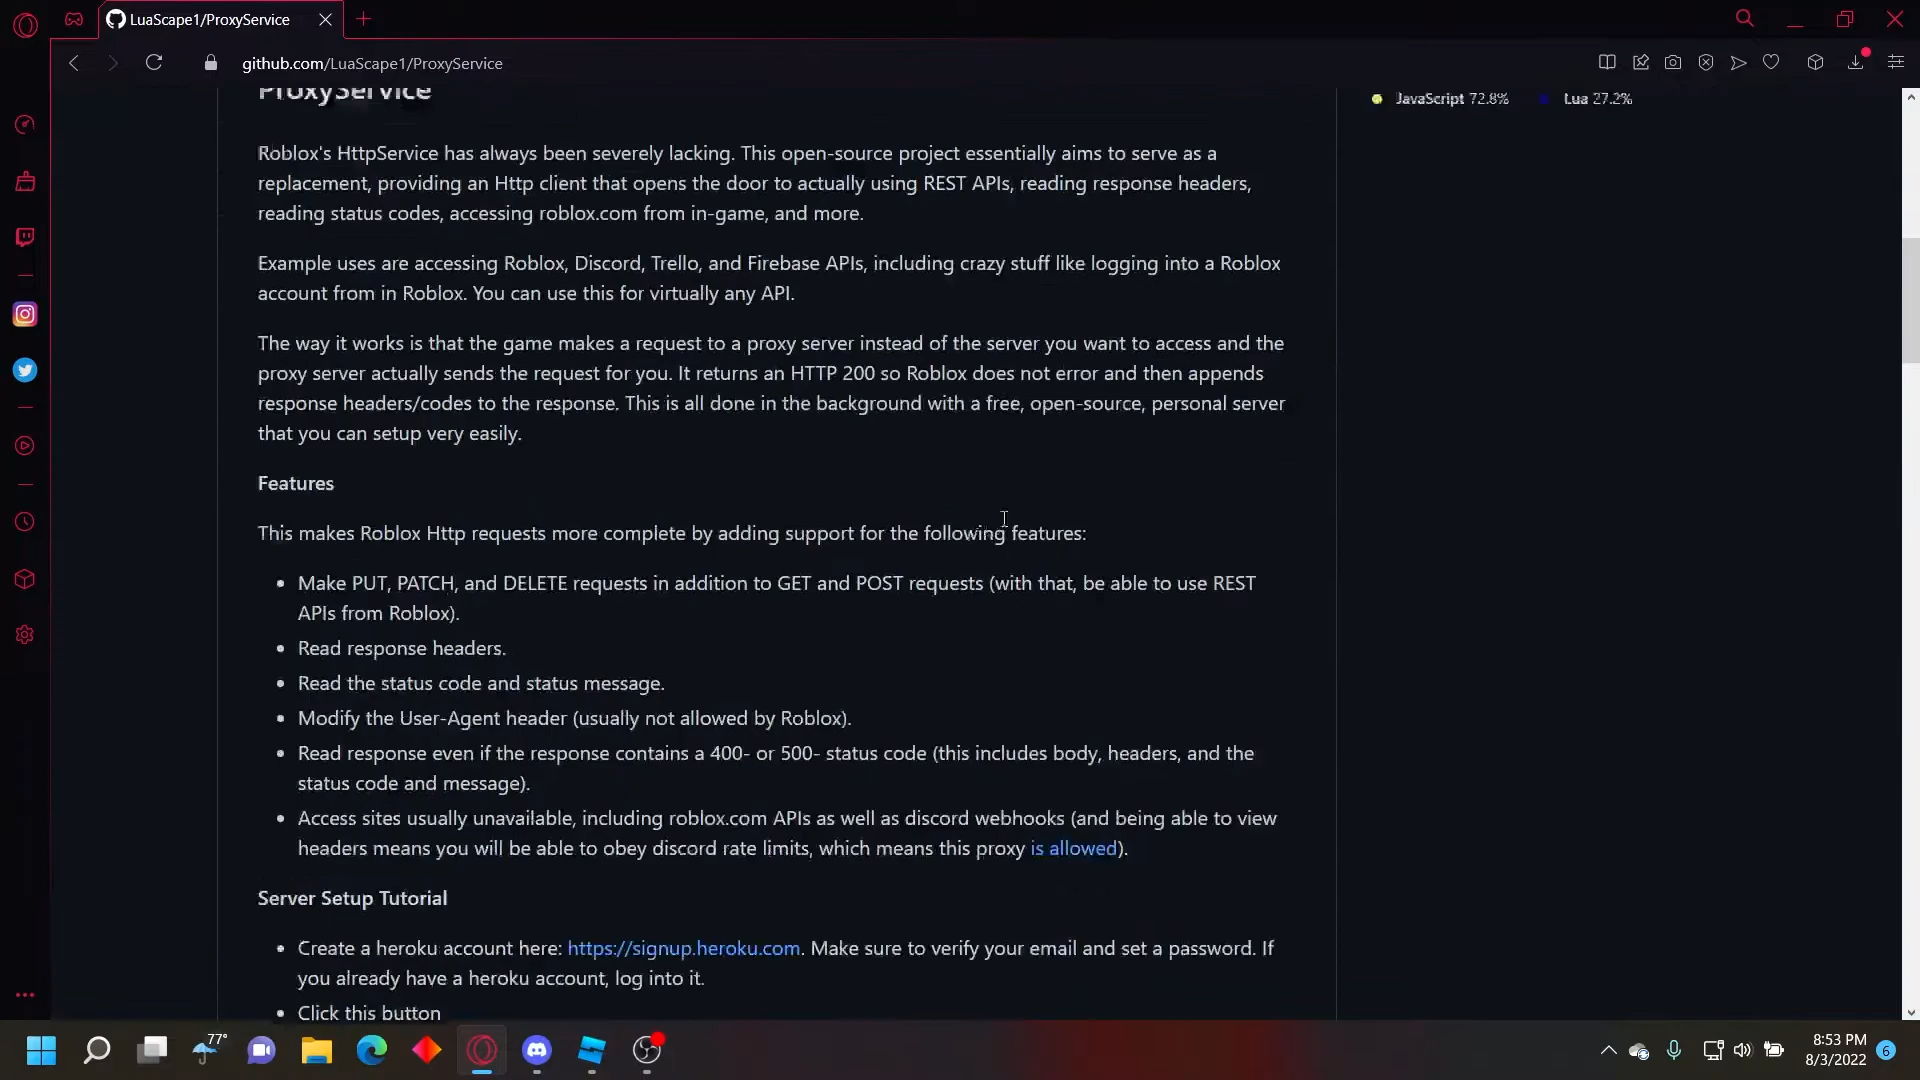 LuaScape1/ProxyService
github.com/LuaScape1/ProxyService
ProxyService
JavaScript 72.8% Lua 27.2%
Roblox's HttpService has always been severely lacking. This open-source project essentially aims to serve as a
replacement, providing an Http client that opens the door to actually using REST APIs, reading response headers,
reading status codes, accessing roblox.com from in-game, and more.
Example uses are accessing Roblox, Discord, Trello, and Firebase APIs, including crazy stuff like logging into a Roblox
account from in Roblox. You can use this for virtually any API.
The way it works is that the game makes a request to a proxy server instead of the server you want to access and the
proxy server actually sends the request for you. It returns an HTTP 200 so Roblox does not error and then appends
response headers/codes to the response. This is all done in the background with a free, open-source, personal server
that you can setup very easily.
Features
This makes Roblox Http requests more complete by adding support for the following features:
• Make PUT, PATCH, and DELETE requests in addition to GET and POST requests (with that, be able to use REST
APIs from Roblox).
• Read response headers.
• Read the status code and status message.
• Modify the User-Agent header (usually not allowed by Roblox).
• Read response even if the response contains a 400- or 500- status code (this includes body, headers, and the
status code and message).
• Access sites usually unavailable, including roblox.com APIs as well as discord webhooks (and being able to view
headers means you will be able to obey discord rate limits, which means this proxy is allowed).
Server Setup Tutorial
• Create a heroku account here: https://signup.heroku.com. Make sure to verify your email and set a password. If
you already have a heroku account, log into it.
• Click this button
77°
8:53 PM
8/3/2022
6